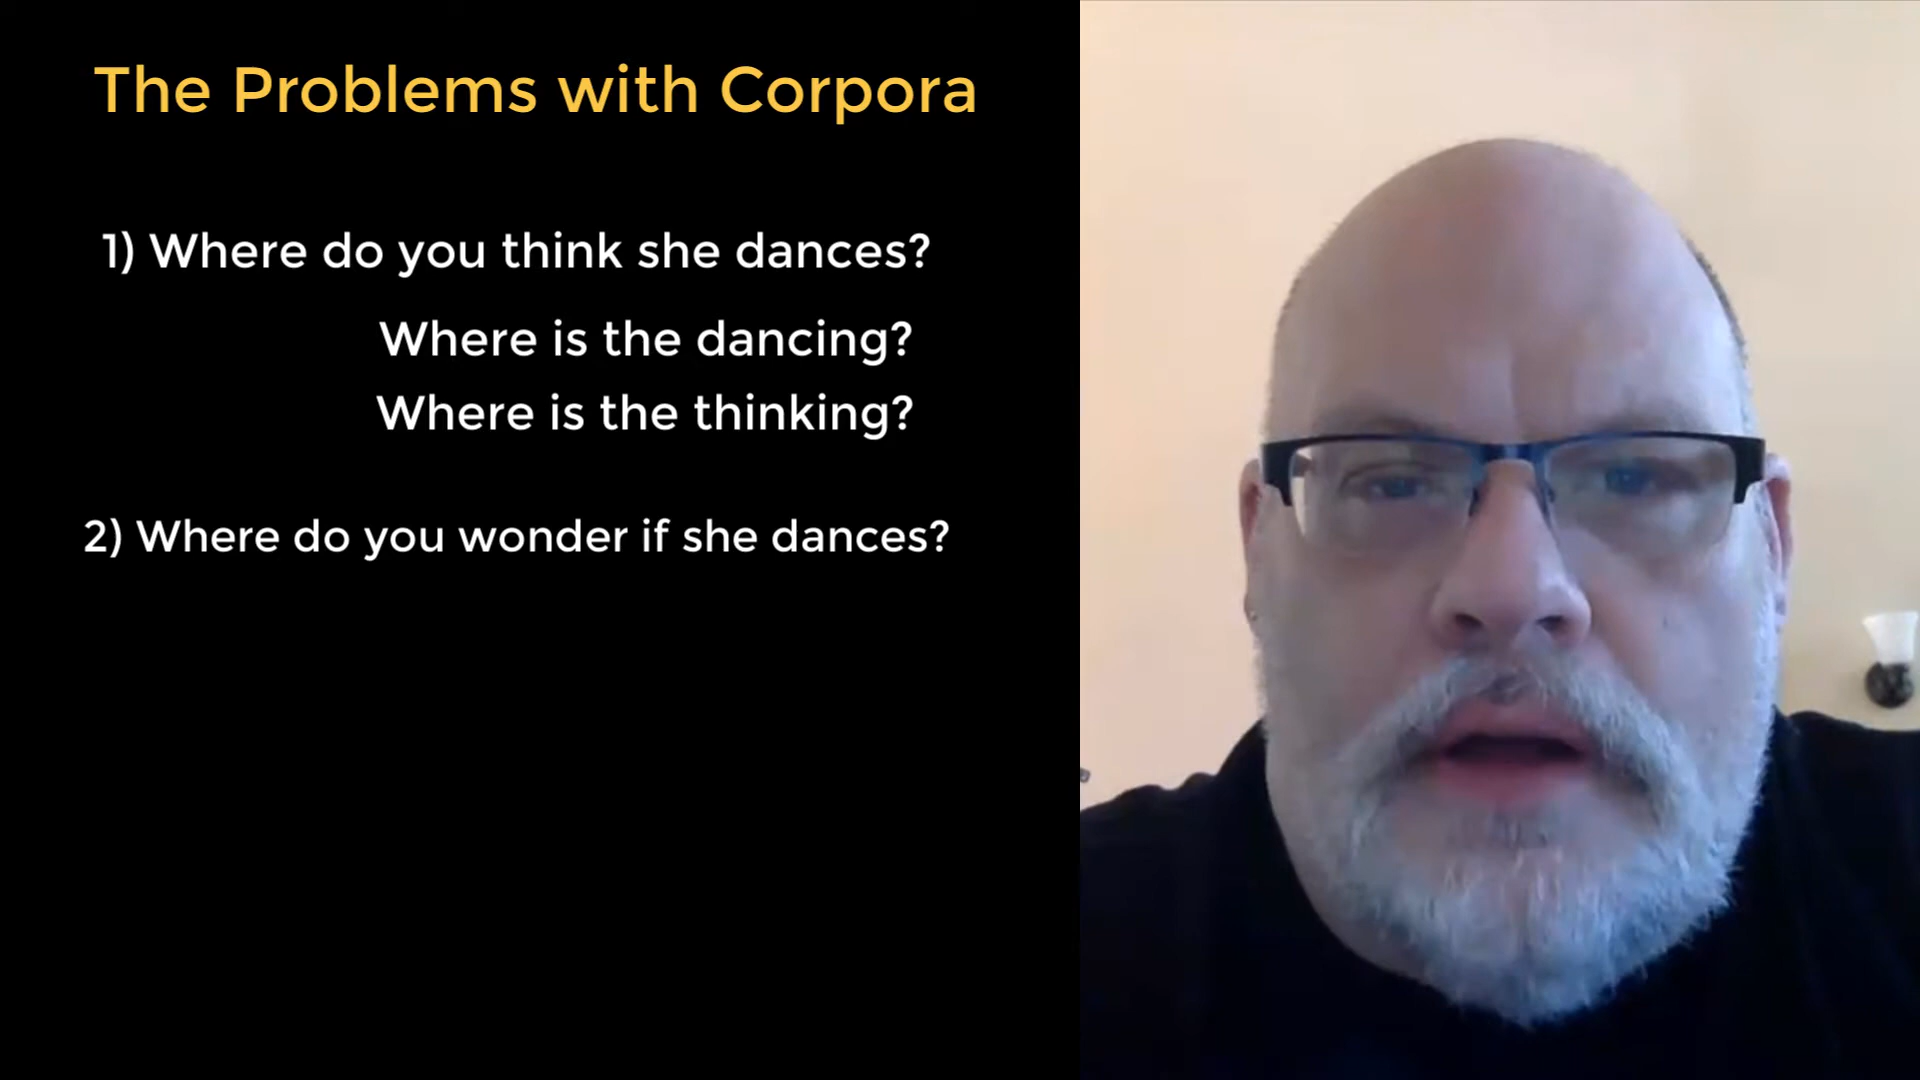 The Problems with Corpora
1) Where do you think she dances?
Where is the dancing?
Where is the thinking?
2) Where do you wonder if she dances?